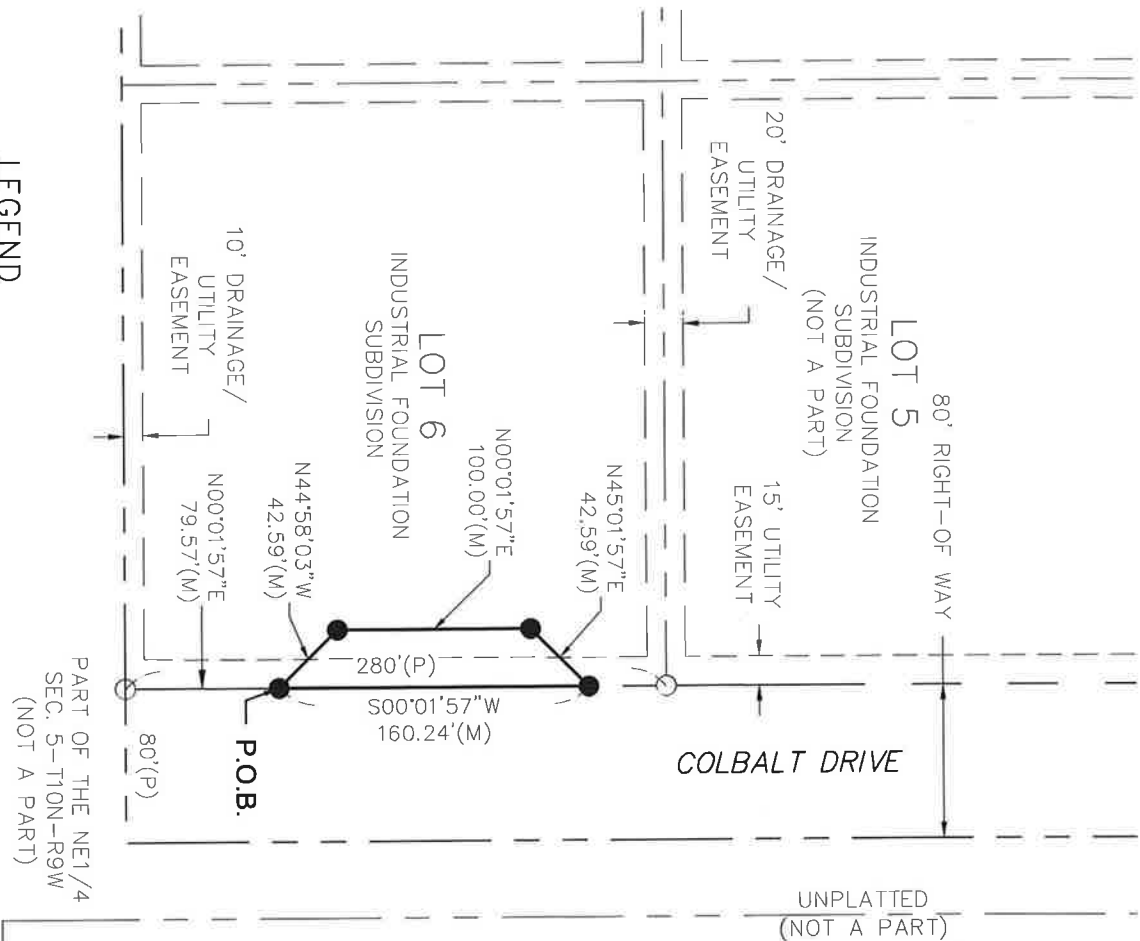 80' RIGHT-OF WAY
LOT 5
INDUSTRIAL FOUNDATION
SUBDIVISION
(NOT A PART)
20' DRAINAGE/
UTILITY
EASEMENT
15' UTILITY
EASEMENT
LOT 6
INDUSTRIAL FOUNDATION
SUBDIVISION
N45°01'57"E
42.59'(M)
N00°01'57"E
100.00'(M)
N44°58'03"W
42.59'(M)
N00°01'57"E
79.57'(M)
10' DRAINAGE/
UTILITY
EASEMENT
280'(P)
S00°01'57"W
160.24'(M)
P.O.B.
80'(P)
COLBALT DRIVE
UNPLATTED
(NOT A PART)
PART OF THE NE1/4
SEC. 5-T10N-R9W
(NOT A PART)
LEGEND